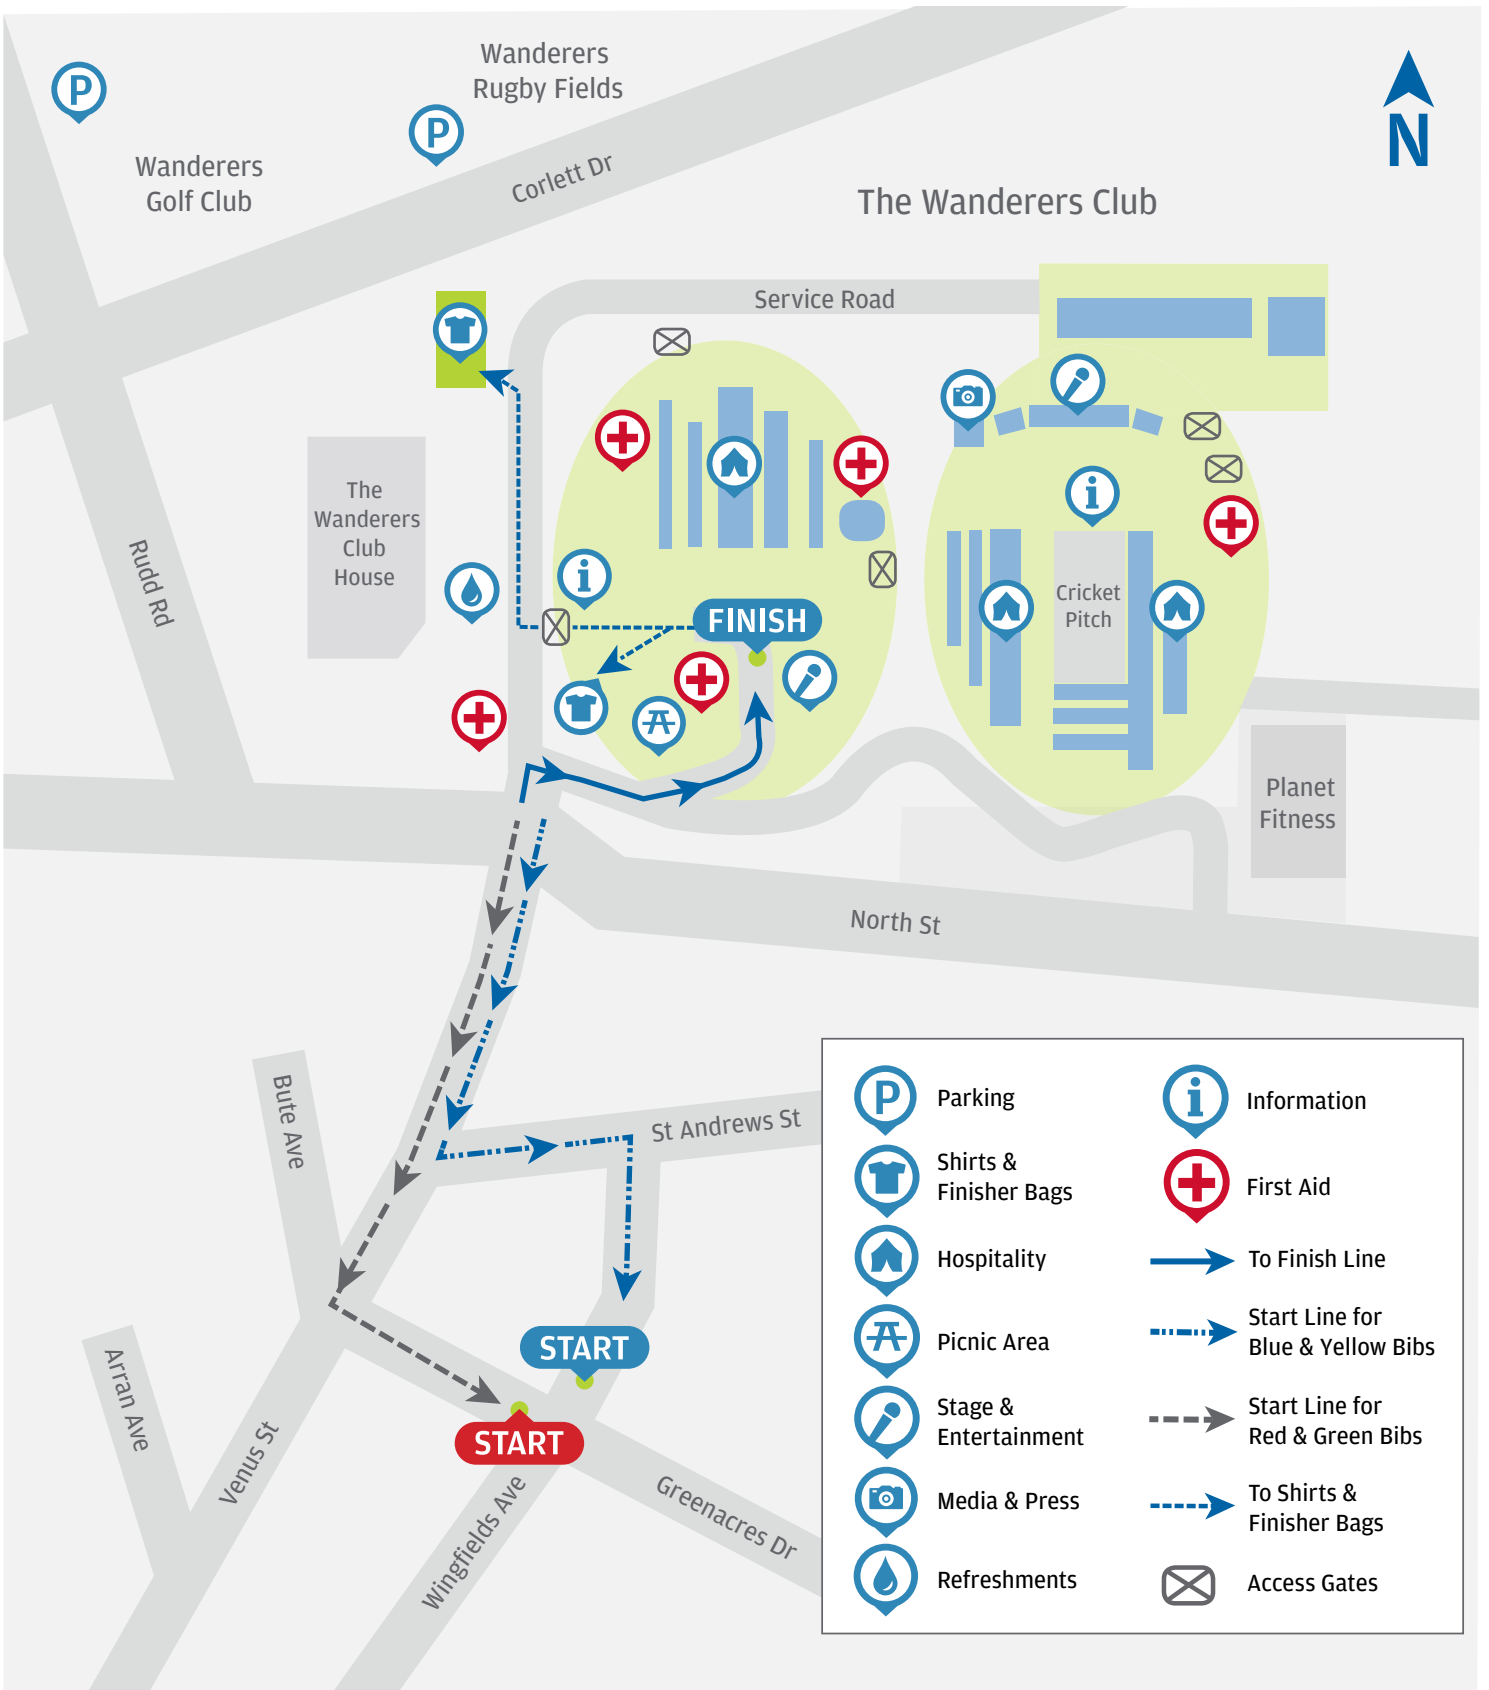 Wanderers
Rugby Fields
P
P
Wanderers
Golf Club
Corlett Dr
N
The Wanderers Club
Service Road
The
Wanderers
Club
House
Rudd Rd
i
i
FINISH
Cricket
Pitch
Planet
Fitness
North St
Bute Ave
St Andrews St
START
START
Arran Ave
Venus St
Wingfields Ave
Greenacres Dr
P Parking
Shirts &
Finisher Bags
Hospitality
Picnic Area
Stage &
Entertainment
Media & Press
Refreshments
i Information
First Aid
To Finish Line
Start Line for
Blue & Yellow Bibs
Start Line for
Red & Green Bibs
To Shirts &
Finisher Bags
Access Gates